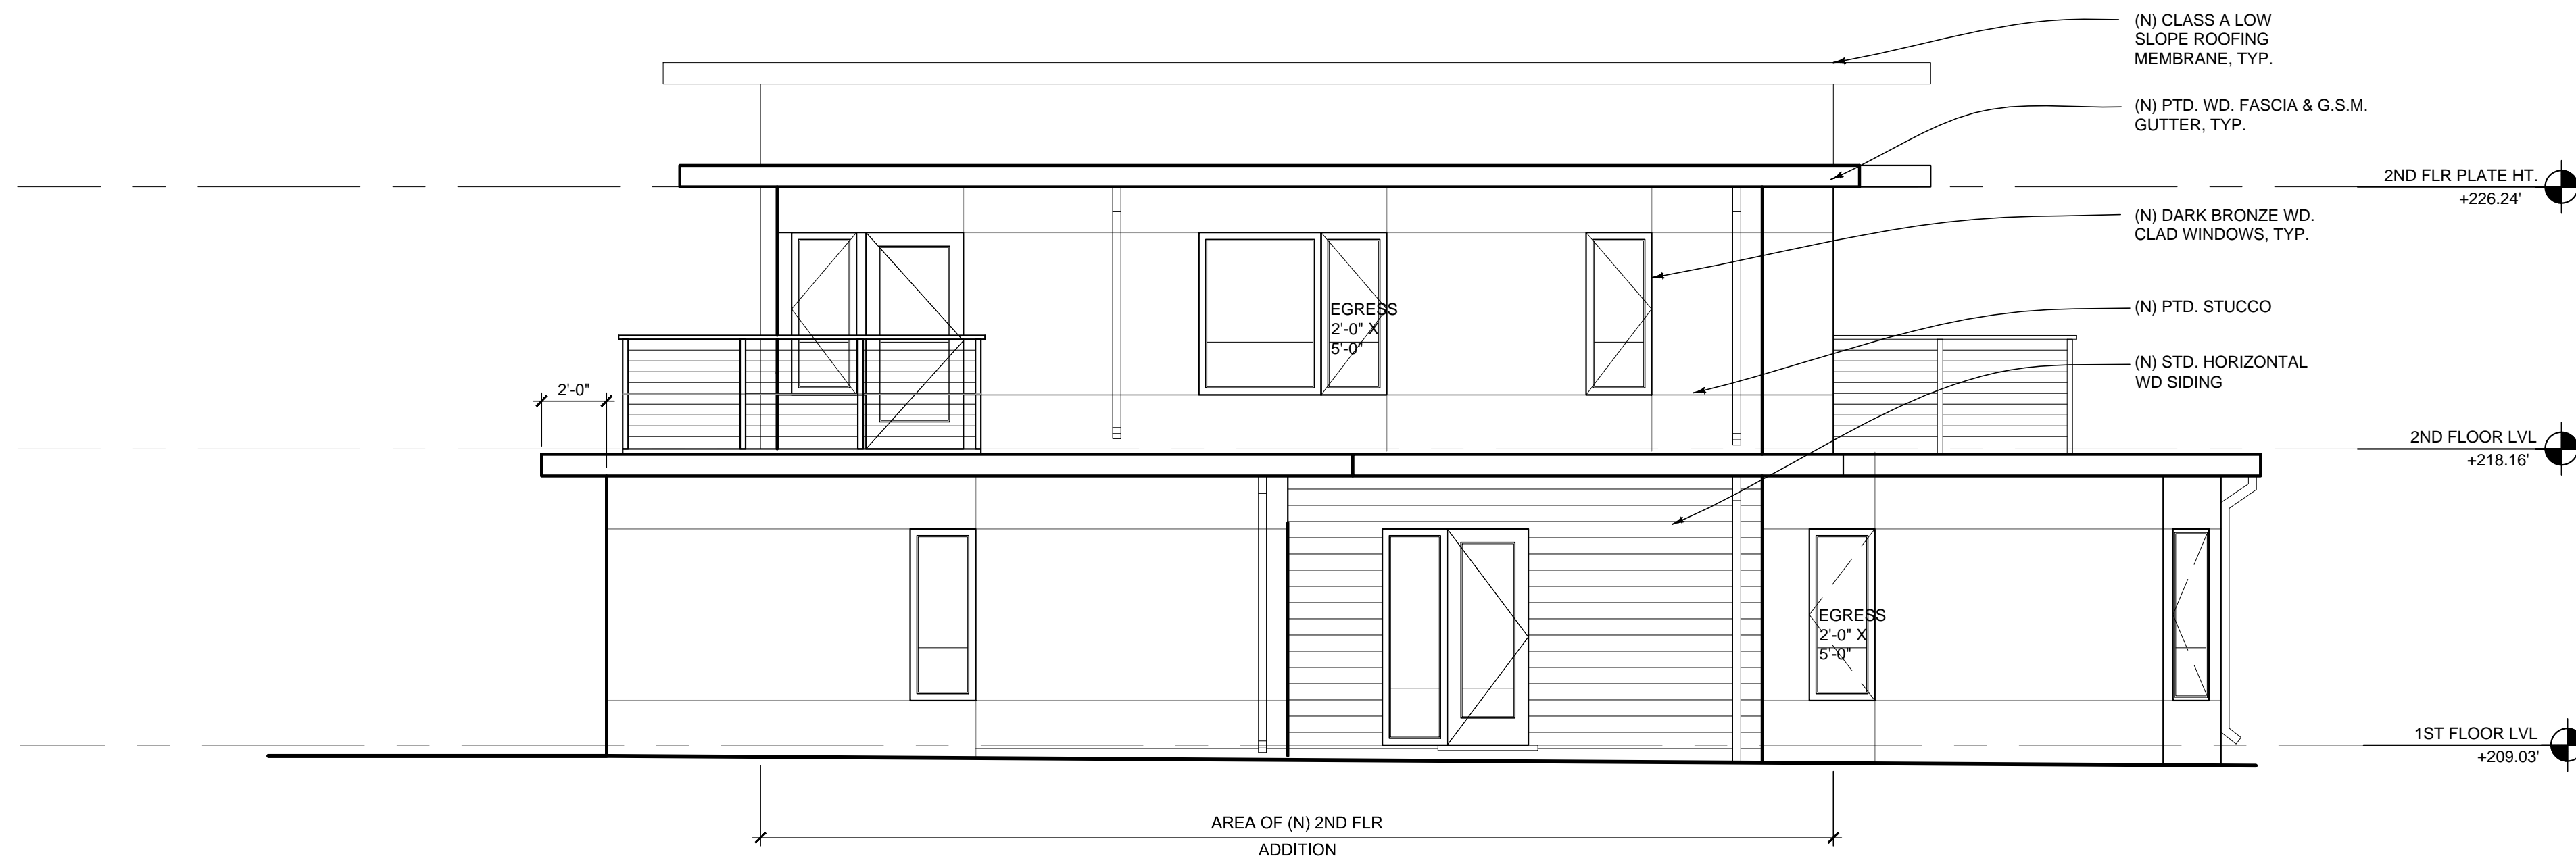 (N) CLASS A LOW
SLOPE ROOFING
MEMBRANE, TYP.
(N) PTD. WD. FASCIA & G.S.M.
GUTTER, TYP.
2ND FLR PLATE HT.
+226.24'
(N) DARK BRONZE WD.
CLAD WINDOWS, TYP.
EGRESS
2'-0" X
5'-0"
(N) PTD. STUCCO
(N) STD. HORIZONTAL
WD SIDING
2'-0"
2ND FLOOR LVL
+218.16'
EGRESS
2'-0" X
5'-0"
1ST FLOOR LVL
+209.03'
AREA OF (N) 2ND FLR
ADDITION